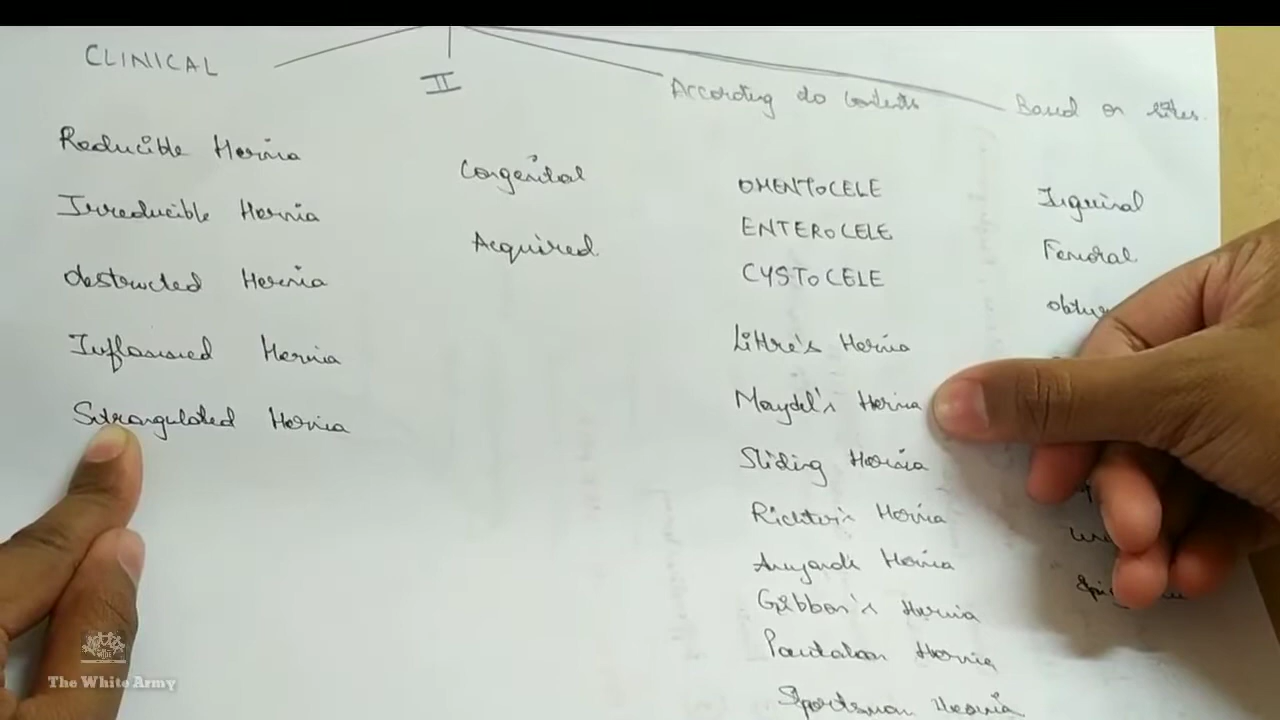 CLINICAL
II
According to Contents
Based on sites.
Reducible Hernia
Irreducible Hernia
obstructed Hernia
Inflammed Hernia
Strangulated Hernia
Congenital
Acquired
OMENTOCELE
ENTEROCELE
CYSTOCELE
Littre's Hernia
Maydl's Hernia
Sliding Hernia
Richter's Hernia
Amyand's Hernia
Gibbon's Hernia
Pantaloon Hernia
Sportsman Hernia
Inguinal
Femoral
The White Army